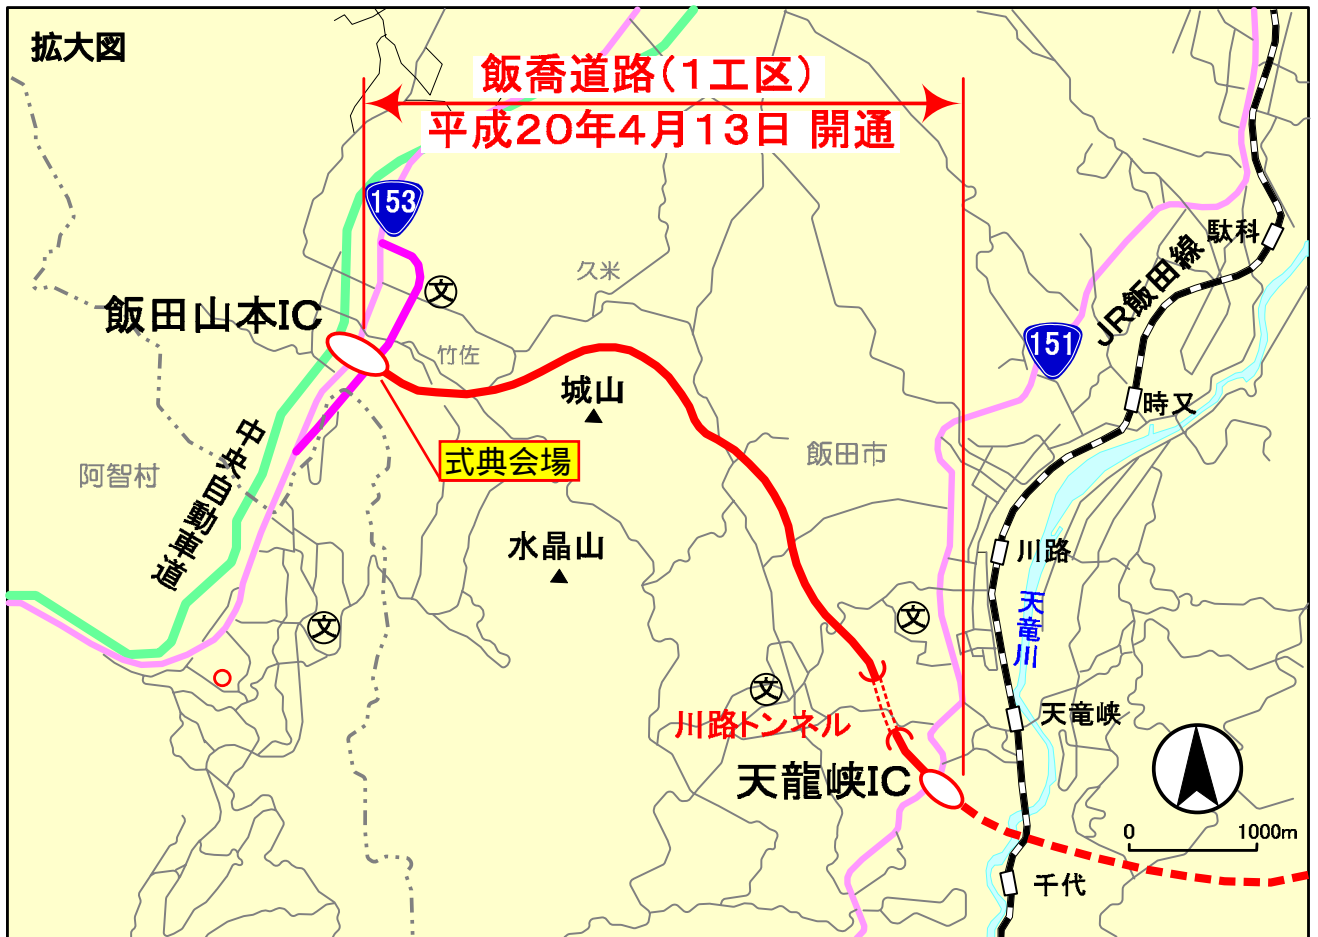 拡大図
飯喬道路(1工区)
平成20年4月13日 開通
153
駄科
JR飯田線
久米
文
飯田山本IC
151
竹佐
城山
時又
中央自動車道
式典会場
飯田市
阿智村
水晶山
川路
天竜川
文
文
文
天竜峡
川路トンネル
天龍峡IC
0 1000m
千代